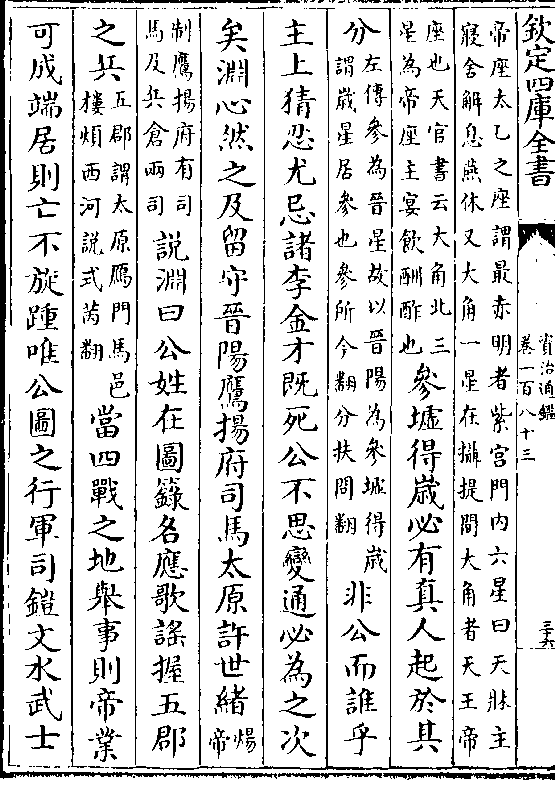 欽定四庫全書
資治通鑑
卷一百八十三
三六
帝座太乙之座謂最赤明者紫宮門内六星曰天牀主
寢舍解息燕休又大角一星在攝提間大角者天王帝
座也天官書云大角北三
星為帝座主宴飲酬酢也
參墟得嵗必有真人起於其
分
左傳參為晉星故以晉陽為參墟得嵗
謂嵗星居參也參所今翻分扶問翻
非公而誰乎
主上猜忍尤忌諸李金才既死公不思變通必為之次
矣淵心然之及留守晉陽鷹揚府司馬太原許世緒
煬帝
制鷹揚府有司
馬及兵倉兩司
説淵曰公姓在圖籙名應歌謡握五郡
之兵
五郡謂太原鴈門馬邑
樓煩西河説式芮翻
當四戰之地舉事則帝業
可成端居則亡不旋踵唯公圖之行軍司鎧文水武士